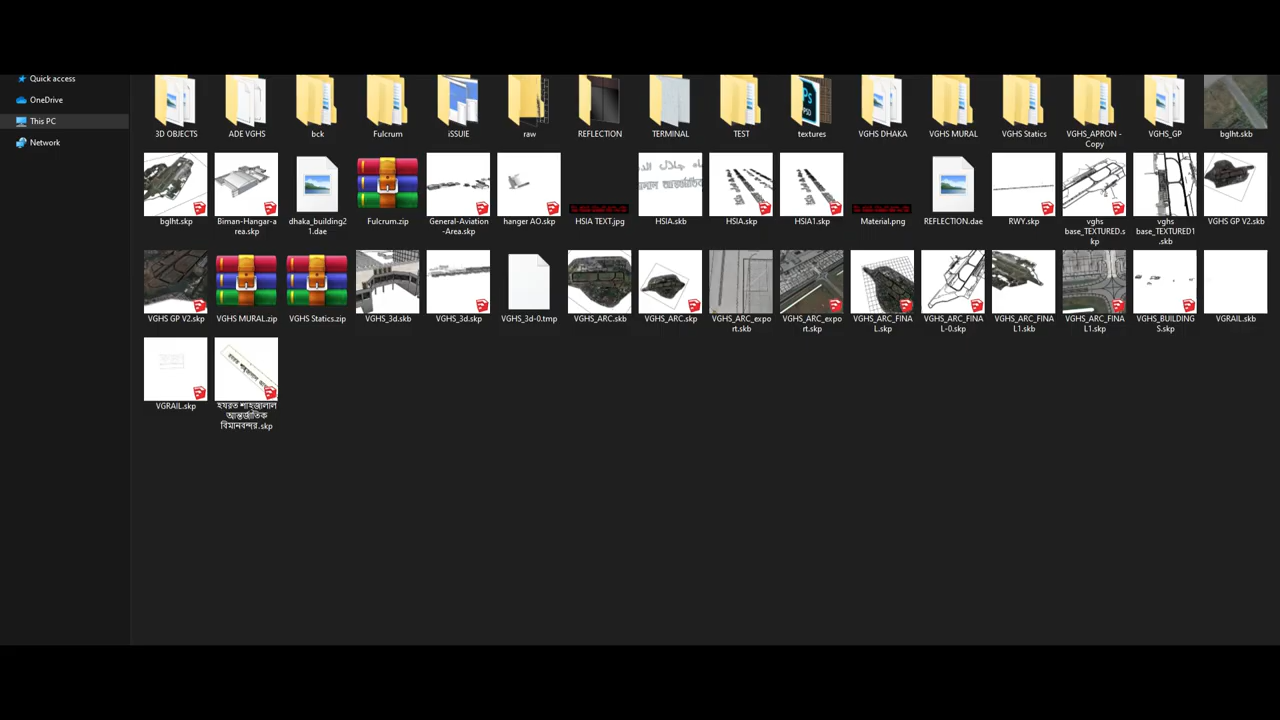 Quick access
OneDrive
This PC
Network
3D OBJECTS
ADE VGHS
bck
Fulcrum
iSSUIE
raw
REFLECTION
TERMINAL
TEST
textures
VGHS DHAKA
VGHS MURAL
VGHS Statics
VGHS_APRON -
Copy
VGHS_GP
bglht.skb
bglht.skp
Biman-Hangar-a
rea.skp
dhaka_building2
1.dae
Fulcrum.zip
General-Aviation
-Area.skp
hanger AO.skp
HSIA TEXT.jpg
HSIA.skb
HSIA.skp
HSIA1.skp
Material.png
REFLECTION.dae
RWY.skp
vghs
base_TEXTURED.s
kp
vghs
base_TEXTURED1
.skb
VGHS GP V2.skb
VGHS GP V2.skp
VGHS MURAL.zip
VGHS Statics.zip
VGHS_3d.skb
VGHS_3d.skp
VGHS_3d-0.tmp
VGHS_ARC.skb
VGHS_ARC.skp
VGHS_ARC_expo
rt.skb
VGHS_ARC_expo
rt.skp
VGHS_ARC_FINA
L.skp
VGHS_ARC_FINA
L-0.skp
VGHS_ARC_FINA
L1.skb
VGHS_ARC_FINA
L1.skp
VGHS_BUILDING
S.skp
VGRAIL.skb
VGRAIL.skp
হযরত শাহজালাল
আন্তর্জাতিক
বিমানবন্দর.skp